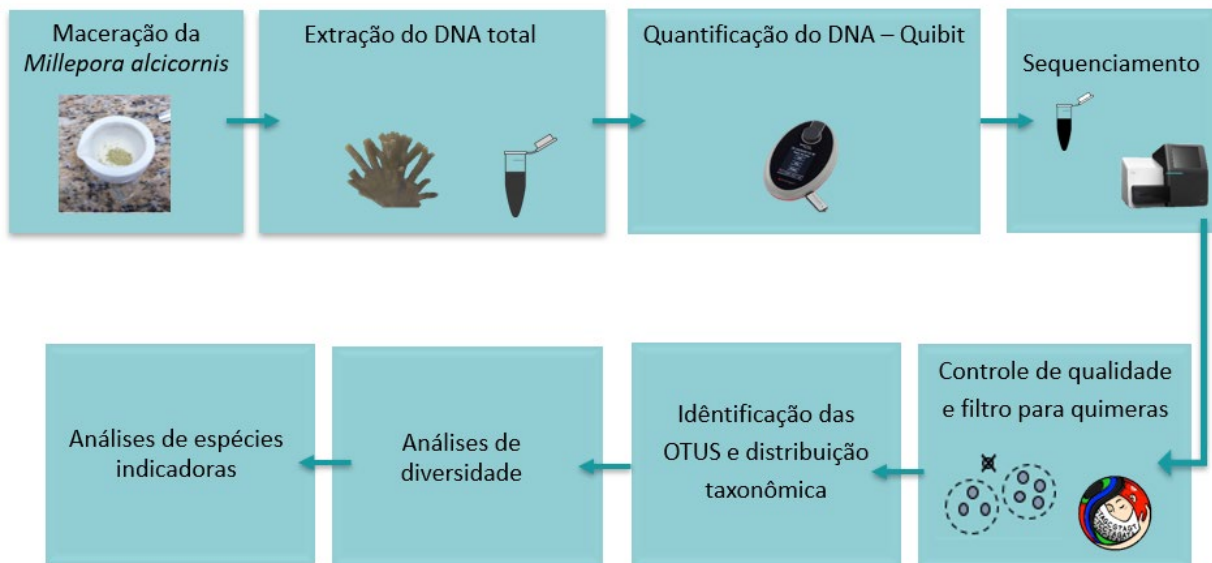 Maceração da
Millepora alcicornis
Extração do DNA total
Quantificação do DNA – Quibit
Sequenciamento
Controle de qualidade
e filtro para quimeras
Idêntificação das
OTUS e distribuição
taxonômica
Análises de
diversidade
Análises de espécies
indicadoras